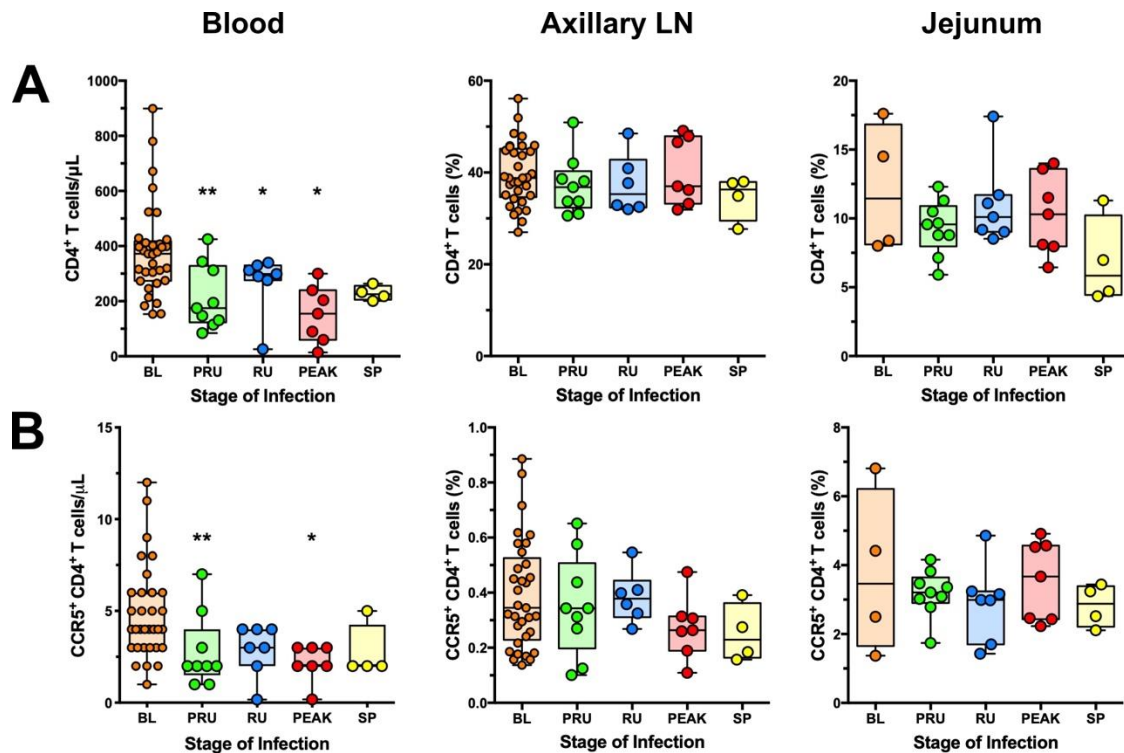 Blood
Axillary LN
Jejunum
A
CD4⁺ T cells/μL
1000
800
600
400
200
0
**
*
*
BL PRU RU PEAK SP
Stage of Infection
CD4⁺ T cells (%)
60
40
20
0
BL PRU RU PEAK SP
Stage of Infection
CD4⁺ T cells (%)
20
15
10
5
0
BL PRU RU PEAK SP
Stage of Infection
B
CCR5⁺ CD4⁺ T cells/μL
15
10
5
0
**
*
BL PRU RU PEAK SP
Stage of Infection
CCR5⁺ CD4⁺ T cells (%)
1.0
0.8
0.6
0.4
0.2
0.0
BL PRU RU PEAK SP
Stage of Infection
CCR5⁺ CD4⁺ T cells (%)
8
6
4
2
0
BL PRU RU PEAK SP
Stage of Infection